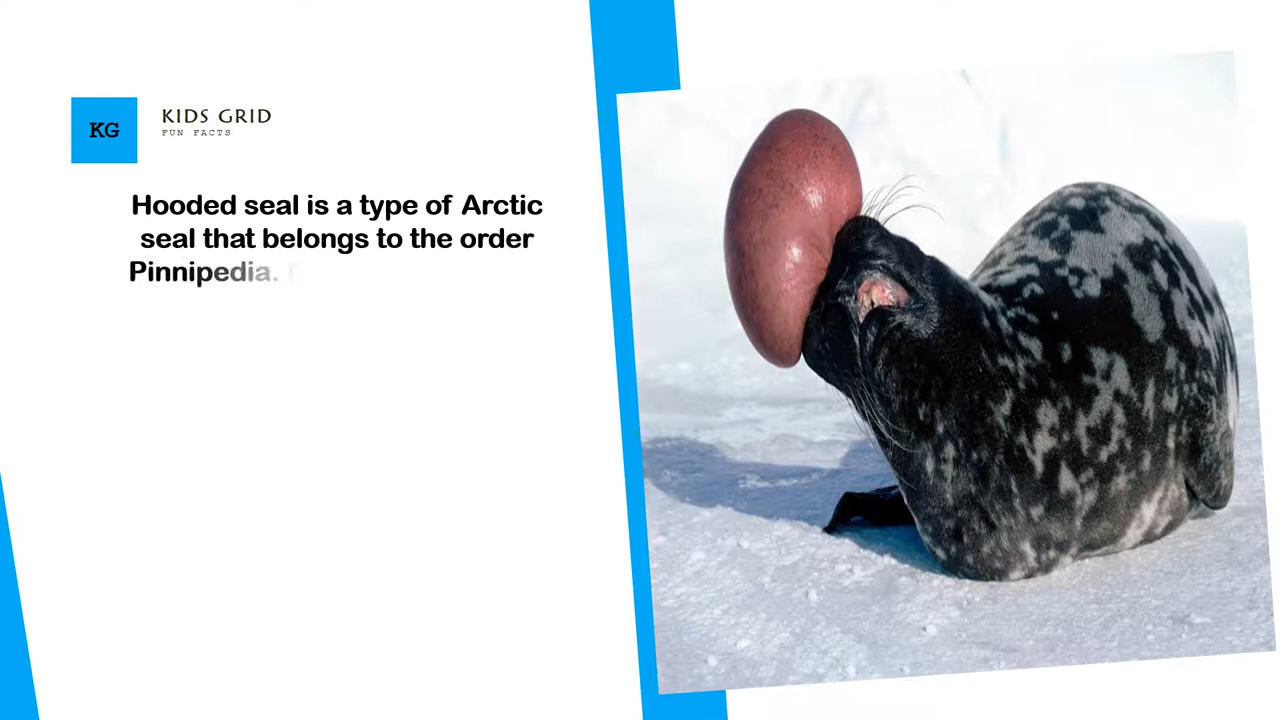 KG
KIDS GRID
FUN FACTS
Hooded seal is a type of Arctic
seal that belongs to the order
Pinnipedia.